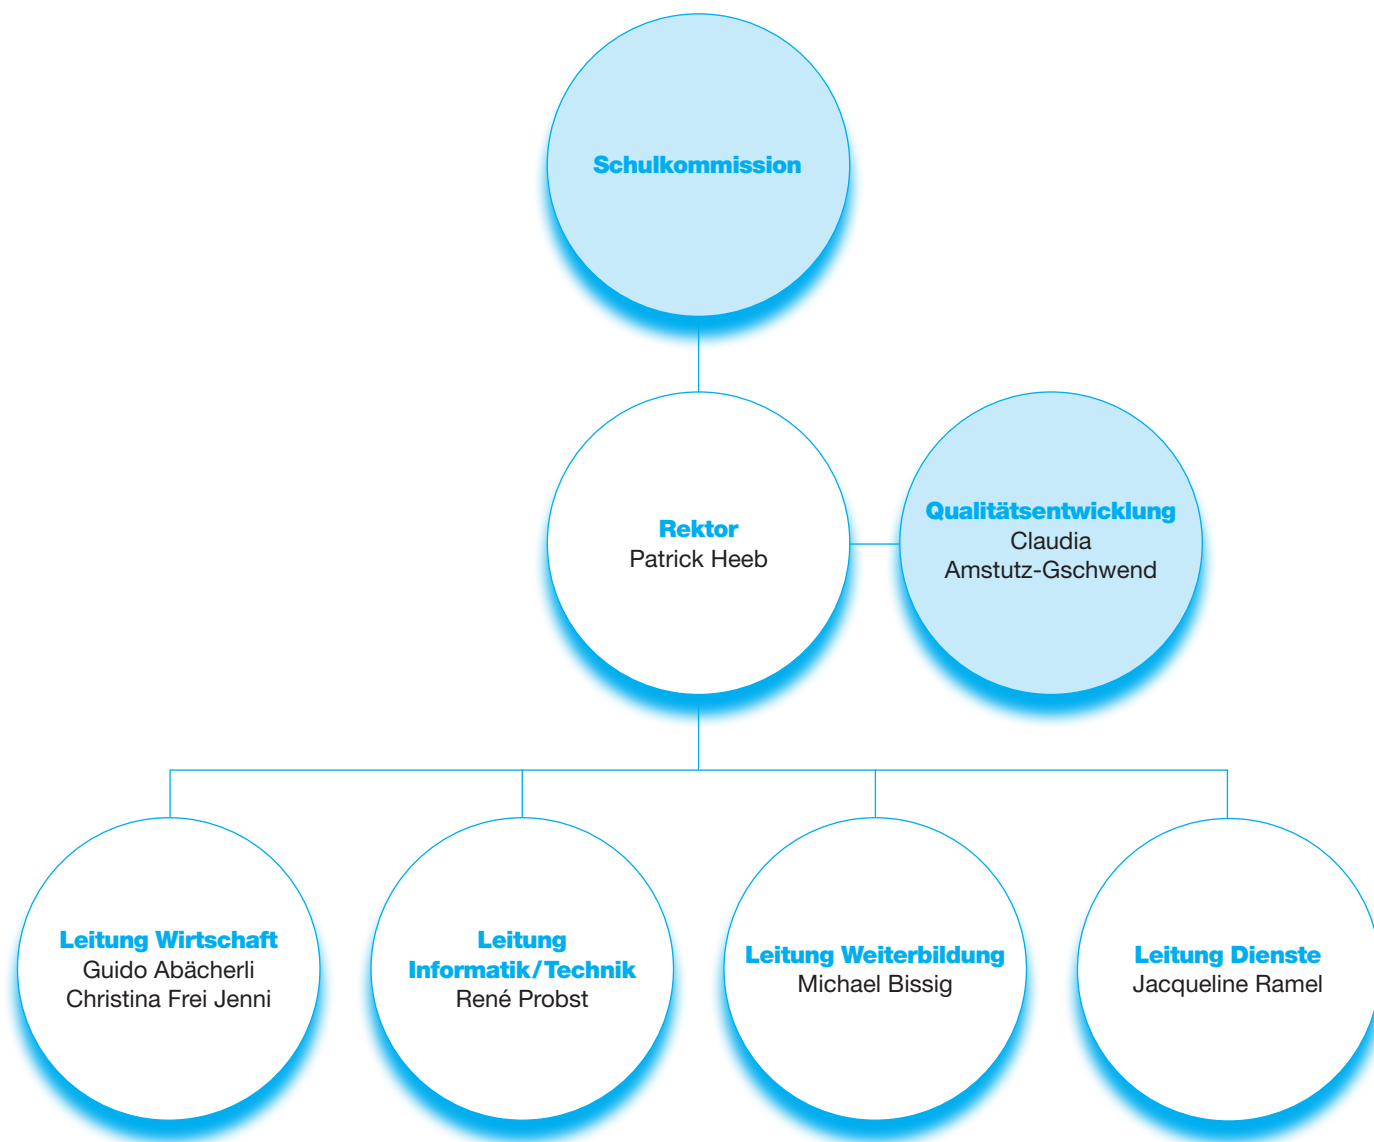 Schulkommission
Rektor
Patrick Heeb
Qualitätsentwicklung
Claudia
Amstutz-Gschwend
Leitung Wirtschaft
Guido Abächerli
Christina Frei Jenni
Leitung
Informatik/Technik
René Probst
Leitung Weiterbildung
Michael Bissig
Leitung Dienste
Jacqueline Ramel